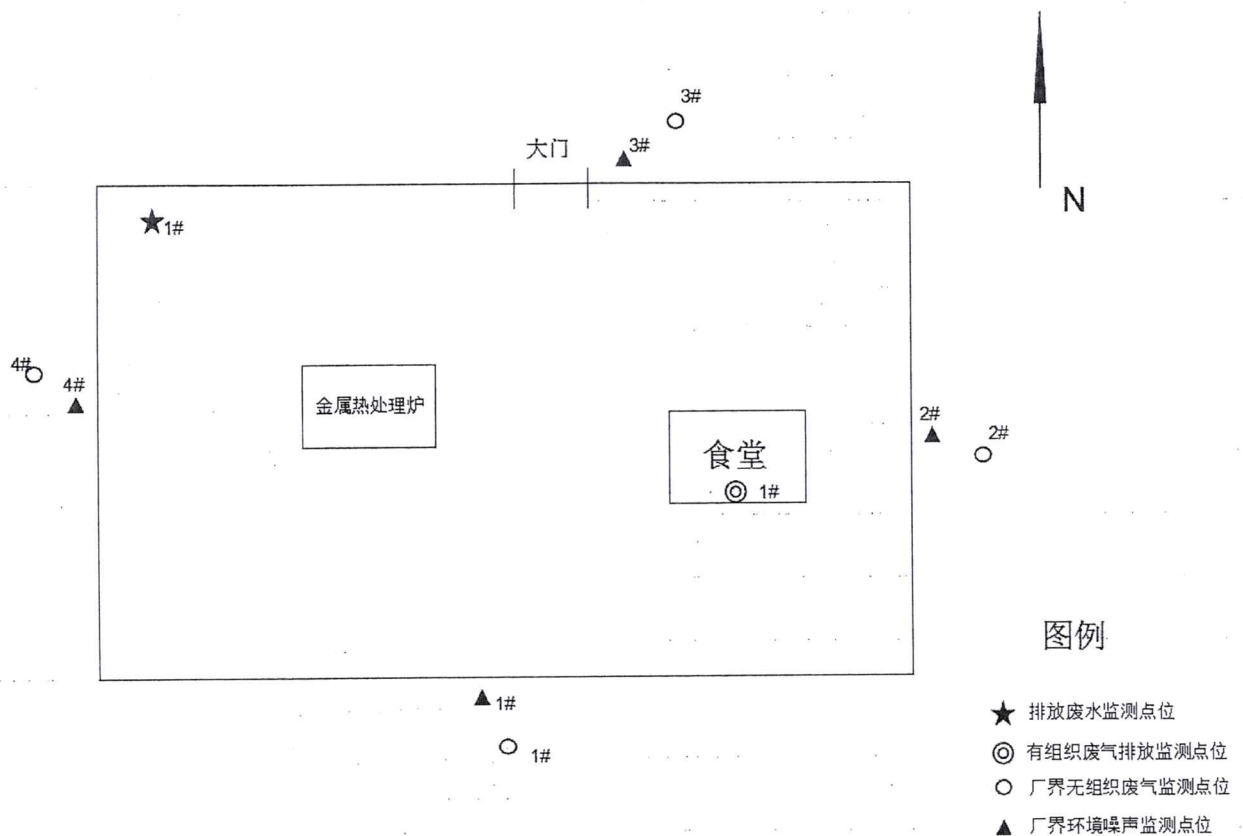 3#
大门
3#
N
1#
4#
4#
金属热处理炉
2#
2#
食堂
1#
图例
1#
1#
排放废水监测点位
有组织废气排放监测点位
厂界无组织废气监测点位
厂界环境噪声监测点位